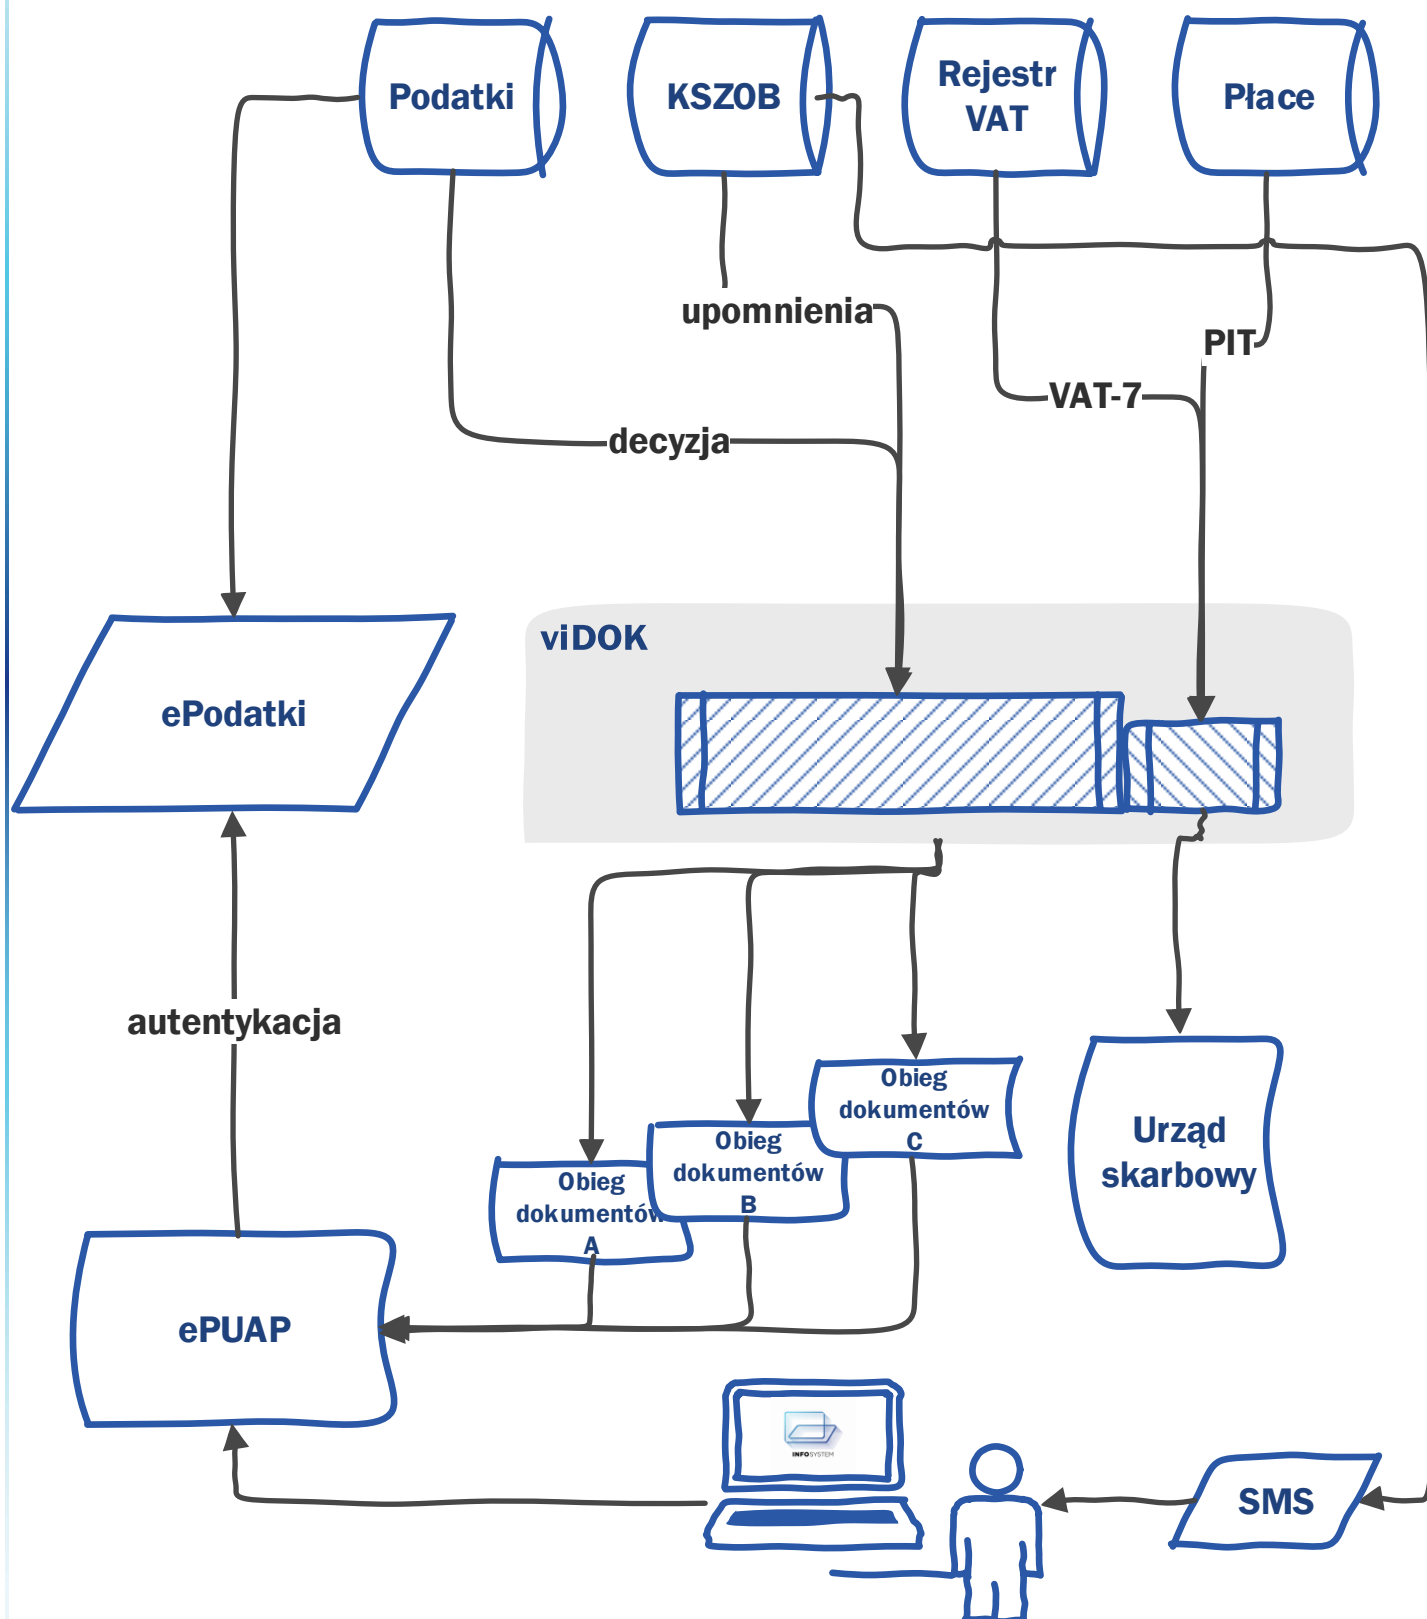 Podatki
KSZOB
Rejestr
VAT
Płace
upomnienia
PIT
VAT-7
decyzja
viDOK
ePodatki
autentykacja
Obieg
dokumentów
C
Obieg
dokumentów
B
Obieg
dokumentów
A
Urząd
skarbowy
ePUAP
INFOSYSTEM
SMS